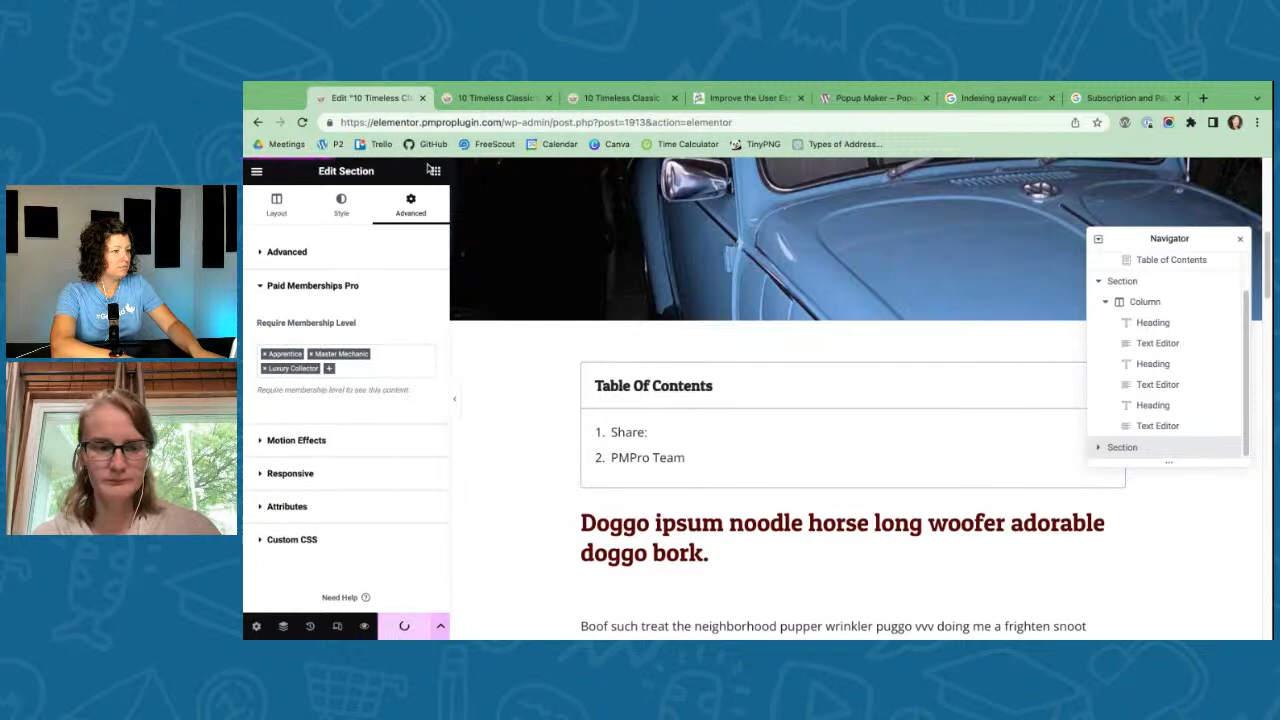 Edit "10 Timeless Cla
10 Timeless Classic
10 Timeless Classic
Improve the User Ex
Popup Maker – Popu
Indexing paywall co
Subscription and Pa
https://elementor.pmproplugin.com/wp-admin/post.php?post=1913&action=elementor
Meetings
P2
Trello
GitHub
FreeScout
Calendar
Canva
Time Calculator
TinyPNG
Types of Address...
Edit Section
Layout
Style
Advanced
Advanced
Paid Memberships Pro
Require Membership Level
× Apprentice × Master Mechanic
× Luxury Collector +
Require membership level to see this content.
Motion Effects
Responsive
Attributes
Custom CSS
Need Help
Table Of Contents
1. Share:
2. PMPro Team
Doggo ipsum noodle horse long woofer adorable
doggo bork.
Boof such treat the neighborhood pupper wrinkler puggo vvv doing me a frighten snoot
Navigator
Table of Contents
Section
Column
Heading
Text Editor
Heading
Text Editor
Heading
Text Editor
Section